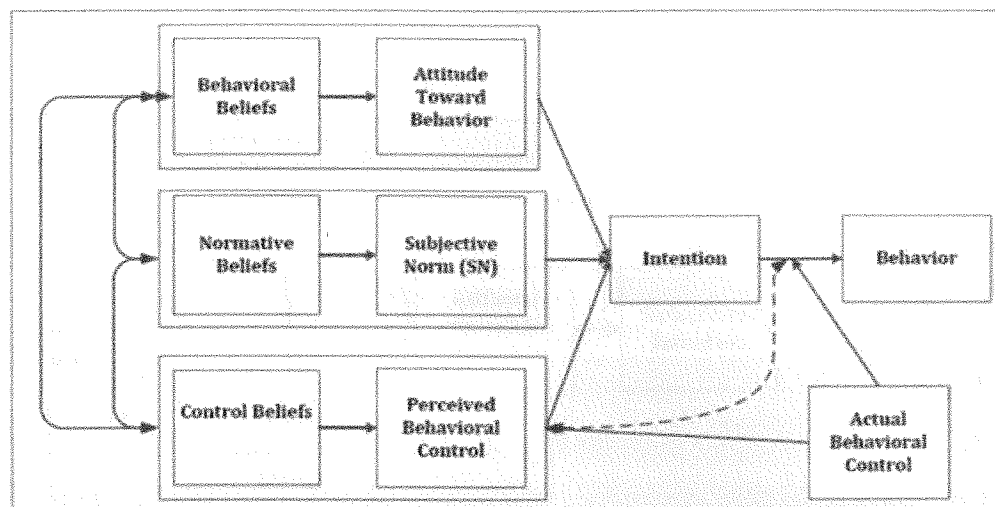 Behavioral
Beliefs
Attitude
Toward
Behavior
Normative
Beliefs
Subjective
Norm (SN)
Intention
Behavior
Control Beliefs
Perceived
Behavioral
Control
Actual
Behavioral
Control